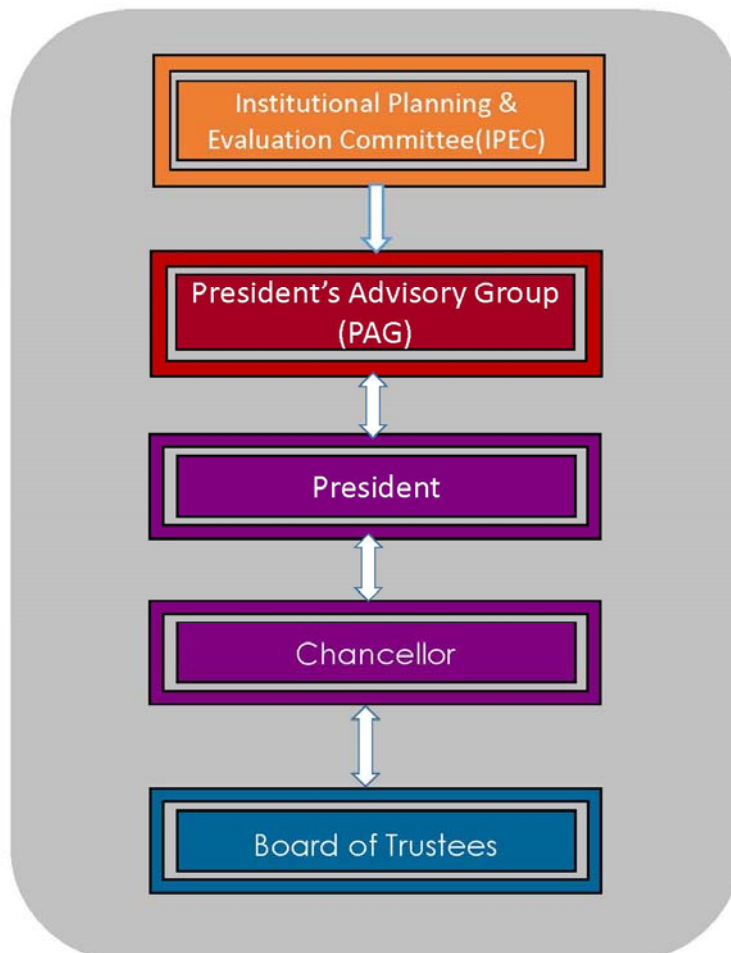 Institutional Planning &
Evaluation Committee(IPEC)
President’s Advisory Group
(PAG)
President
Chancellor
Board of Trustees